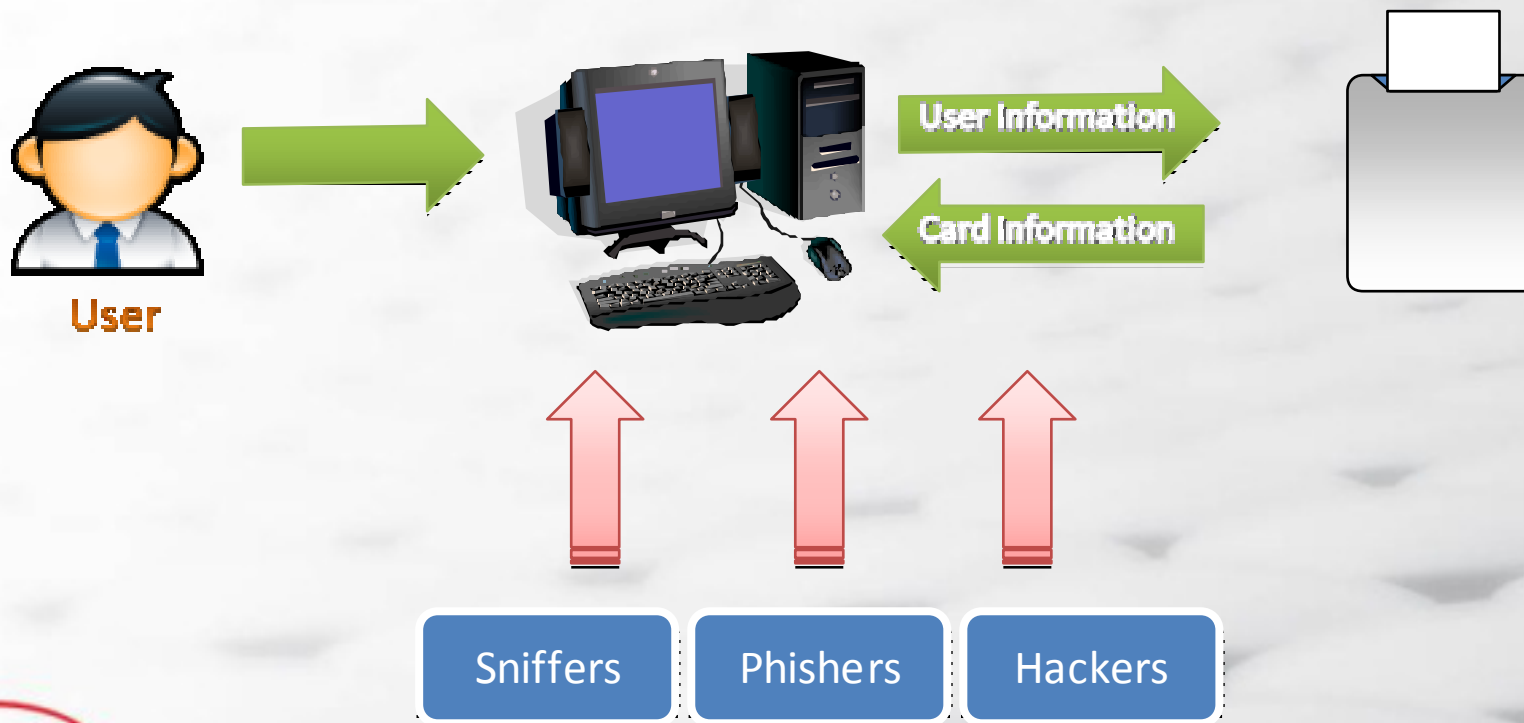 User Information
Card Information
User
Sniffers
Phishers
Hackers